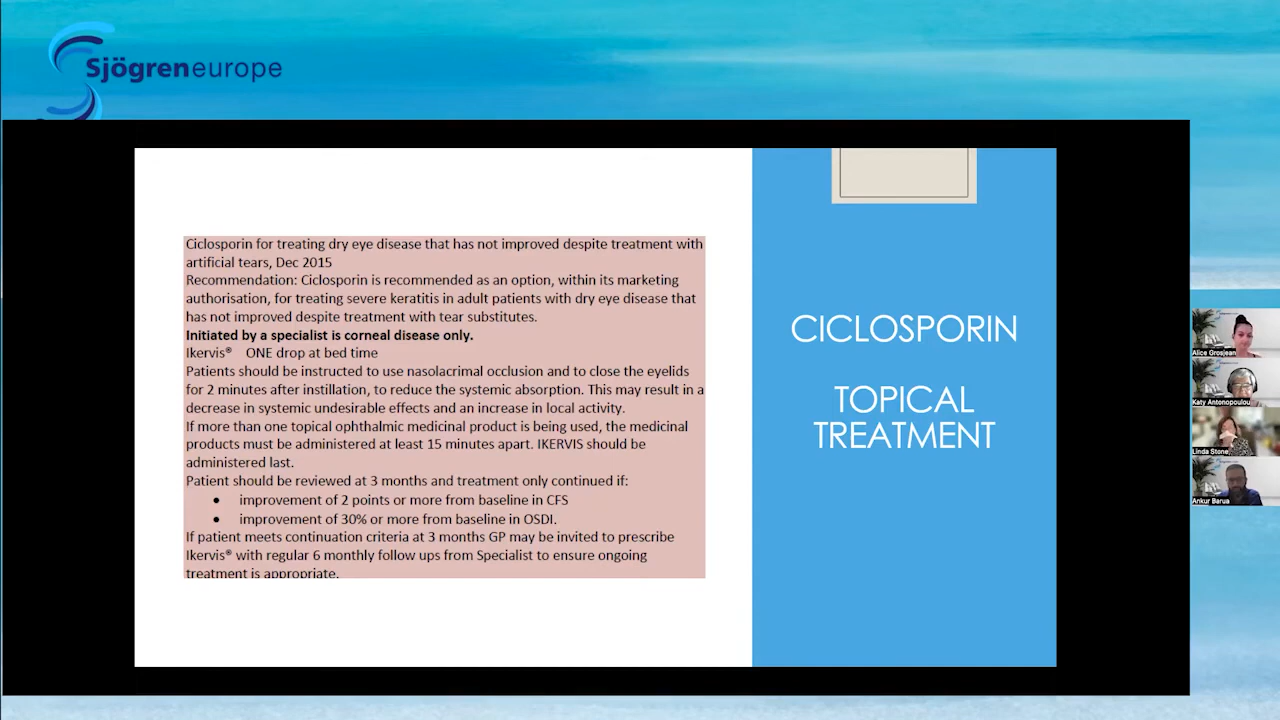 Sjögreneurope
Ciclosporin for treating dry eye disease that has not improved despite treatment with
artificial tears, Dec 2015
Recommendation: Ciclosporin is recommended as an option, within its marketing
authorisation, for treating severe keratitis in adult patients with dry eye disease that
has not improved despite treatment with tear substitutes.
Initiated by a specialist is corneal disease only.
Ikervis® ONE drop at bed time
Patients should be instructed to use nasolacrimal occlusion and to close the eyelids
for 2 minutes after instillation, to reduce the systemic absorption. This may result in a
decrease in systemic undesirable effects and an increase in local activity.
If more than one topical ophthalmic medicinal product is being used, the medicinal
products must be administered at least 15 minutes apart. IKERVIS should be
administered last.
Patient should be reviewed at 3 months and treatment only continued if:
• improvement of 2 points or more from baseline in CFS
• improvement of 30% or more from baseline in OSDI.
If patient meets continuation criteria at 3 months GP may be invited to prescribe
Ikervis® with regular 6 monthly follow ups from Specialist to ensure ongoing
treatment is appropriate.
CICLOSPORIN
TOPICAL
TREATMENT
Alice Grosjean
Katy Antonopoulou
Linda Stone
Ankur Barua